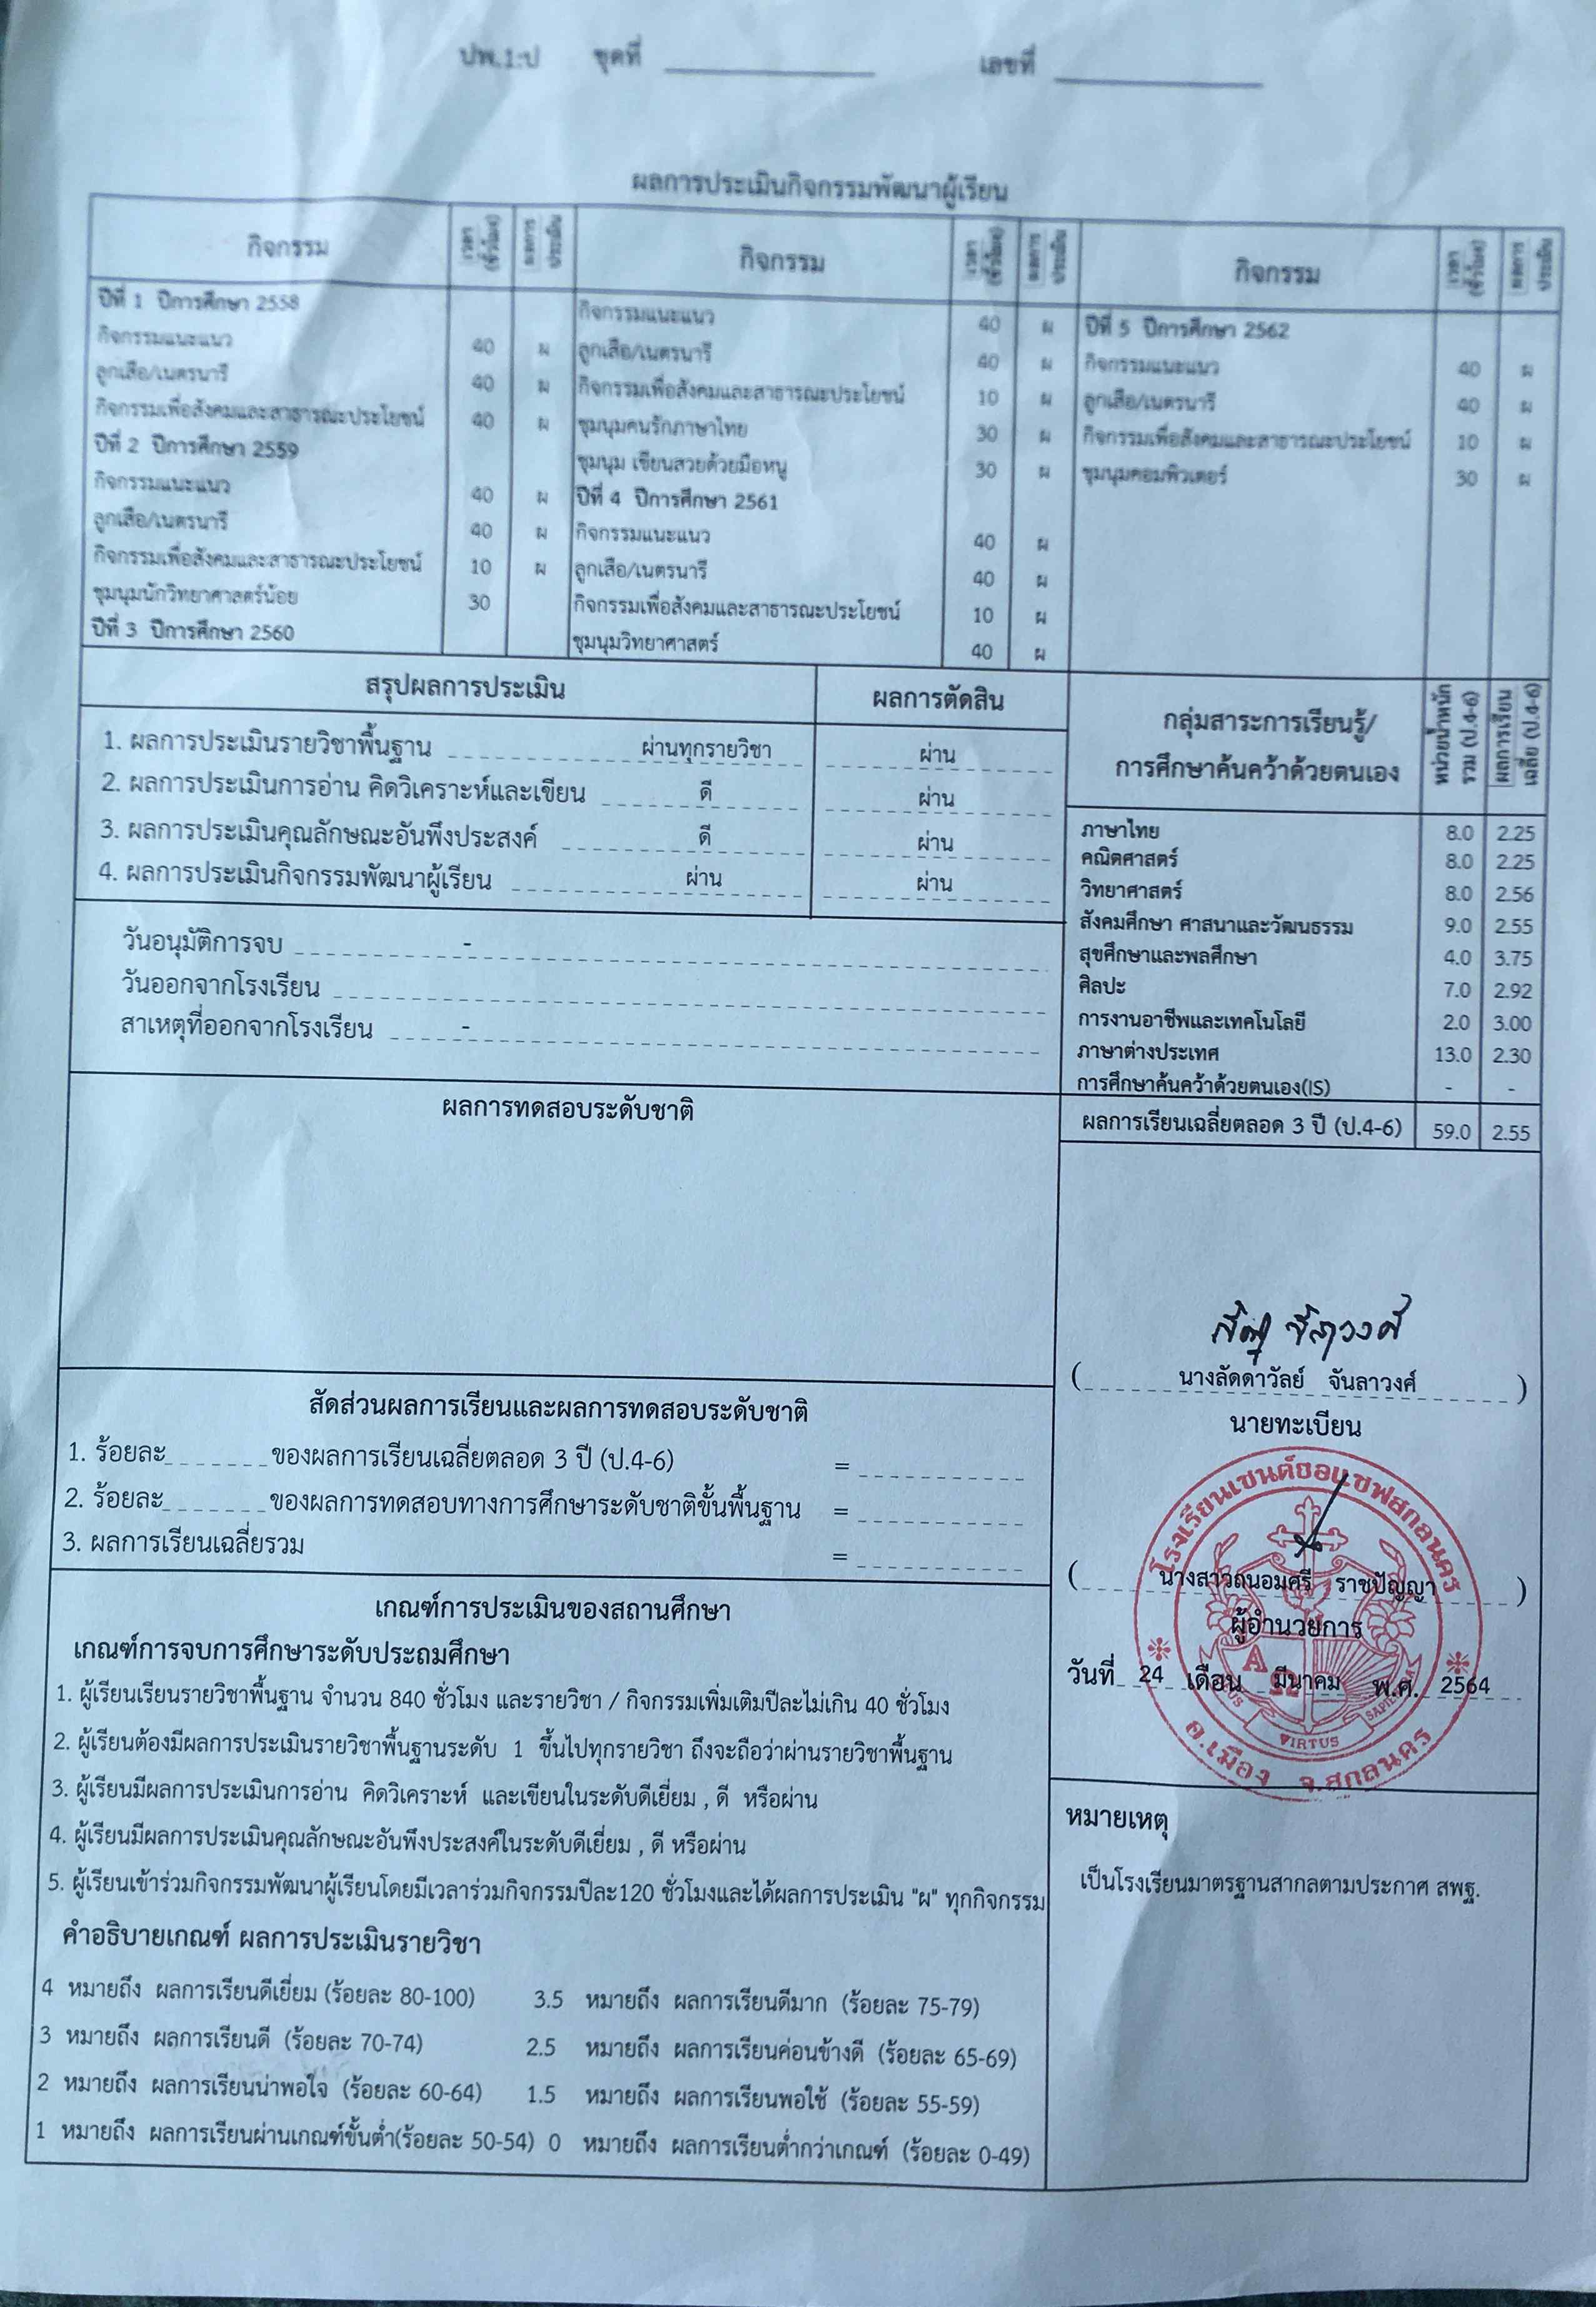 ปพ.1:ป ชุดที่ เลขที่
ผลการประเมินกิจกรรมพัฒนาผู้เรียน
กิจกรรม เวลา (ชั่วโมง) ผลการประเมิน กิจกรรม เวลา (ชั่วโมง) ผลการประเมิน กิจกรรม เวลา (ชั่วโมง) ผลการประเมิน
ปีที่ 1 ปีการศึกษา 2558
กิจกรรมแนะแนว 40 ผ
ลูกเสือ/เนตรนารี 40 ผ
กิจกรรมเพื่อสังคมและสาธารณะประโยชน์ 40 ผ
ปีที่ 2 ปีการศึกษา 2559
กิจกรรมแนะแนว 40 ผ
ลูกเสือ/เนตรนารี 40 ผ
กิจกรรมเพื่อสังคมและสาธารณะประโยชน์ 10 ผ
ชุมนุมนักวิทยาศาสตร์น้อย 30
ปีที่ 3 ปีการศึกษา 2560
กิจกรรมแนะแนว 40 ผ
ลูกเสือ/เนตรนารี 40 ผ
กิจกรรมเพื่อสังคมและสาธารณะประโยชน์ 10 ผ
ชุมนุมคนรักภาษาไทย 30 ผ
ชุมนุม เขียนสวยด้วยมือหนู 30 ผ
ปีที่ 4 ปีการศึกษา 2561
กิจกรรมแนะแนว 40 ผ
ลูกเสือ/เนตรนารี 40 ผ
กิจกรรมเพื่อสังคมและสาธารณะประโยชน์ 10 ผ
ชุมนุมวิทยาศาสตร์ 40 ผ
ปีที่ 5 ปีการศึกษา 2562
กิจกรรมแนะแนว 40 ผ
ลูกเสือ/เนตรนารี 40 ผ
กิจกรรมเพื่อสังคมและสาธารณะประโยชน์ 10 ผ
ชุมนุมคอมพิวเตอร์ 30 ผ
สรุปผลการประเมิน ผลการตัดสิน
1. ผลการประเมินรายวิชาพื้นฐาน ผ่านทุกรายวิชา ผ่าน
2. ผลการประเมินการอ่าน คิดวิเคราะห์และเขียน ดี ผ่าน
3. ผลการประเมินคุณลักษณะอันพึงประสงค์ ดี ผ่าน
4. ผลการประเมินกิจกรรมพัฒนาผู้เรียน ผ่าน ผ่าน
วันอนุมัติการจบ -
วันออกจากโรงเรียน
สาเหตุที่ออกจากโรงเรียน -
กลุ่มสาระการเรียนรู้/
การศึกษาค้นคว้าด้วยตนเอง
หน่วยน้ำหนัก
รวม (ป.4-6)
ผลการเรียน
เฉลี่ย (ป.4-6)
ภาษาไทย 8.0 2.25
คณิตศาสตร์ 8.0 2.25
วิทยาศาสตร์ 8.0 2.56
สังคมศึกษา ศาสนาและวัฒนธรรม 9.0 2.55
สุขศึกษาและพลศึกษา 4.0 3.75
ศิลปะ 7.0 2.92
การงานอาชีพและเทคโนโลยี 2.0 3.00
ภาษาต่างประเทศ 13.0 2.30
การศึกษาค้นคว้าด้วยตนเอง(IS) - -
ผลการเรียนเฉลี่ยตลอด 3 ปี (ป.4-6) 59.0 2.55
ผลการทดสอบระดับชาติ
สัดส่วนผลการเรียนและผลการทดสอบระดับชาติ
1. ร้อยละ ของผลการเรียนเฉลี่ยตลอด 3 ปี (ป.4-6) =
2. ร้อยละ ของผลการทดสอบทางการศึกษาระดับชาติขั้นพื้นฐาน =
3. ผลการเรียนเฉลี่ยรวม =
(นางลัดดาวัลย์ จันลาวงศ์)
นายทะเบียน
โรงเรียนเซนต์ยอแซฟสกลนคร
(นางสาวถนอมศรี ราชปัญญา)
ผู้อำนวยการ
วันที่ 24 เดือน มีนาคม พ.ศ. 2564
A
VIRTUS
อ.เมือง จ.สกลนคร
เกณฑ์การประเมินของสถานศึกษา
เกณฑ์การจบการศึกษาระดับประถมศึกษา
1. ผู้เรียนเรียนรายวิชาพื้นฐาน จำนวน 840 ชั่วโมง และรายวิชา / กิจกรรมเพิ่มเติมปีละไม่เกิน 40 ชั่วโมง
2. ผู้เรียนต้องมีผลการประเมินรายวิชาพื้นฐานระดับ 1 ขึ้นไปทุกรายวิชา ถึงจะถือว่าผ่านรายวิชาพื้นฐาน
3. ผู้เรียนมีผลการประเมินการอ่าน คิดวิเคราะห์ และเขียนในระดับดีเยี่ยม , ดี หรือผ่าน
4. ผู้เรียนมีผลการประเมินคุณลักษณะอันพึงประสงค์ในระดับดีเยี่ยม , ดี หรือผ่าน
5. ผู้เรียนเข้าร่วมกิจกรรมพัฒนาผู้เรียนโดยมีเวลาร่วมกิจกรรมปีละ120 ชั่วโมงและได้ผลการประเมิน "ผ" ทุกกิจกรรม
คำอธิบายเกณฑ์ ผลการประเมินรายวิชา
4 หมายถึง ผลการเรียนดีเยี่ยม (ร้อยละ 80-100) 3.5 หมายถึง ผลการเรียนดีมาก (ร้อยละ 75-79)
3 หมายถึง ผลการเรียนดี (ร้อยละ 70-74) 2.5 หมายถึง ผลการเรียนค่อนข้างดี (ร้อยละ 65-69)
2 หมายถึง ผลการเรียนน่าพอใจ (ร้อยละ 60-64) 1.5 หมายถึง ผลการเรียนพอใช้ (ร้อยละ 55-59)
1 หมายถึง ผลการเรียนผ่านเกณฑ์ขั้นต่ำ(ร้อยละ 50-54) 0 หมายถึง ผลการเรียนต่ำกว่าเกณฑ์ (ร้อยละ 0-49)
หมายเหตุ
เป็นโรงเรียนมาตรฐานสากลตามประกาศ สพฐ.